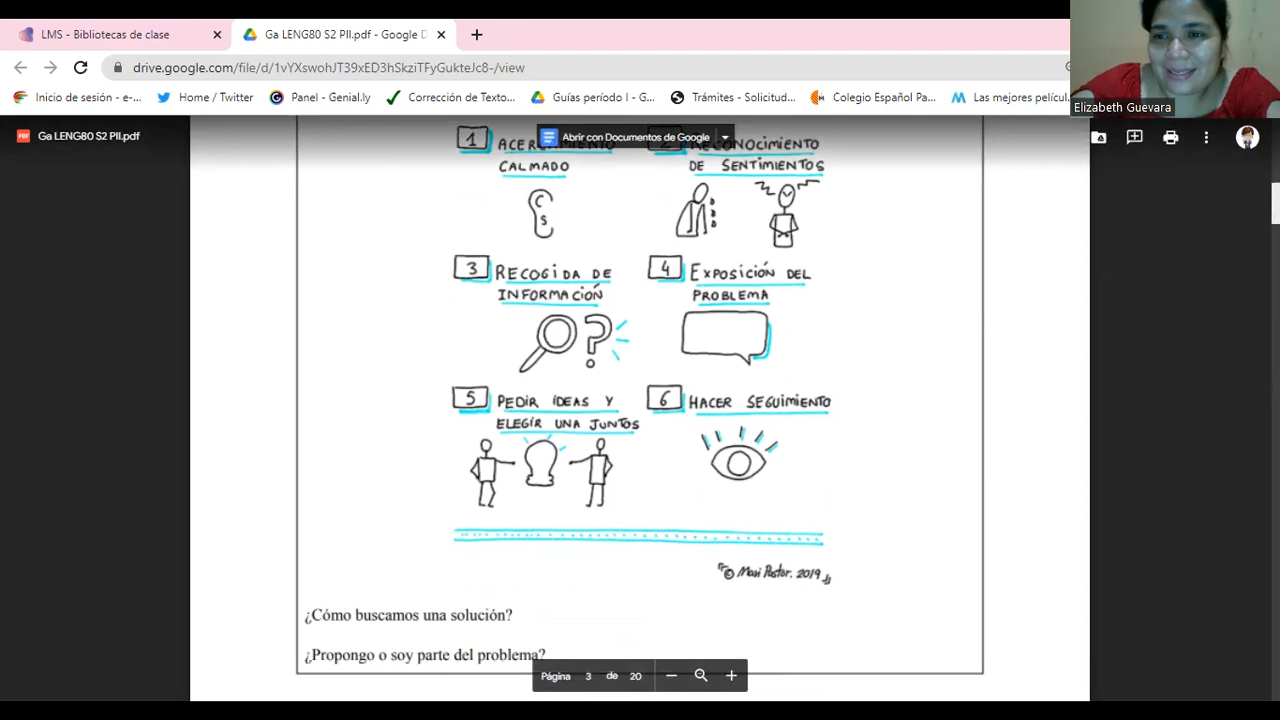 LMS - Bibliotecas de clase
Ga LENG80 S2 PII.pdf - Google D
drive.google.com/file/d/1vYXswohJT39xED3hSkziTFyGukteJc8-/view
Inicio de sesión - e-...
Home / Twitter
Panel - Genial.ly
Corrección de Texto...
Guías período I - G...
Trámites - Solicitud...
Colegio Español Pa...
Las mejores películ...
Elizabeth Guevara
Ga LENG80 S2 PII.pdf
Abrir con Documentos de Google
1 ACERCAMIENTO
CALMADO
2 RECONOCIMIENTO
DE SENTIMIENTOS
C
S
3 RECOGIDA DE
INFORMACIÓN
?
4 EXPOSICIÓN DEL
PROBLEMA
5 PEDIR IDEAS Y
ELEGIR UNA JUNTOS
6 HACER SEGUIMIENTO
© Mari Pastor. 2019
¿Cómo buscamos una solución?
¿Propongo o soy parte del problema?
Página 3 de 20